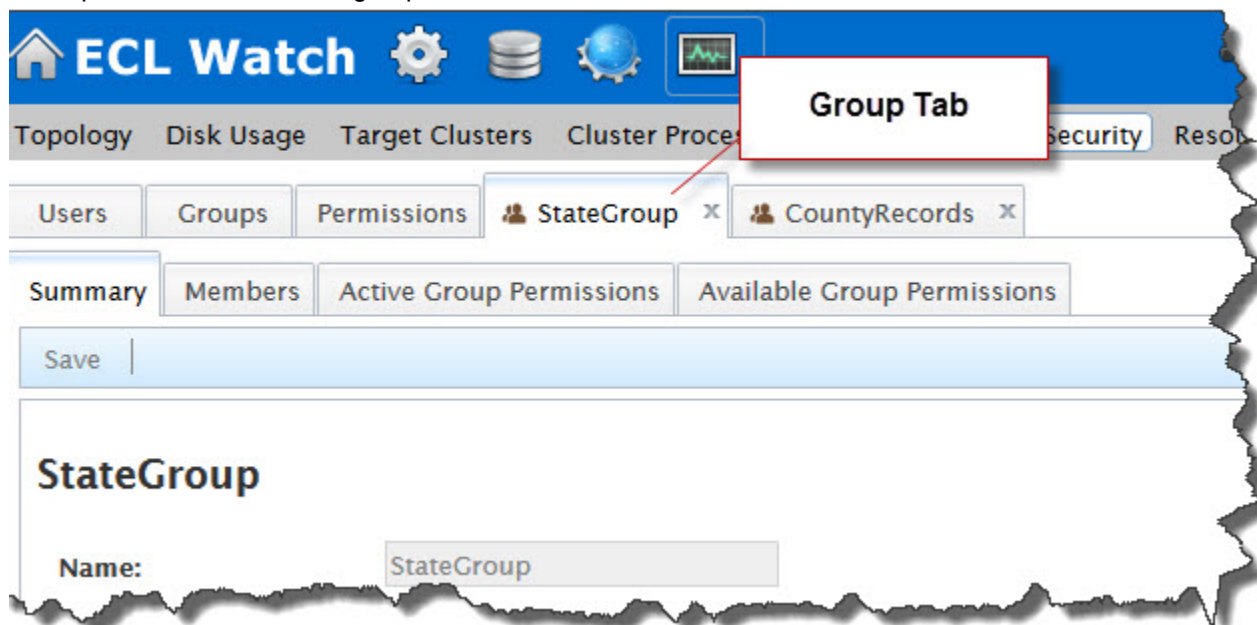 ECL Watch
Group Tab
Topology Disk Usage Target Clusters Cluster Security
Users Groups Permissions StateGroup x CountyRecords x
Summary Members Active Group Permissions Available Group Permissions
Save
StateGroup
Name: StateGroup